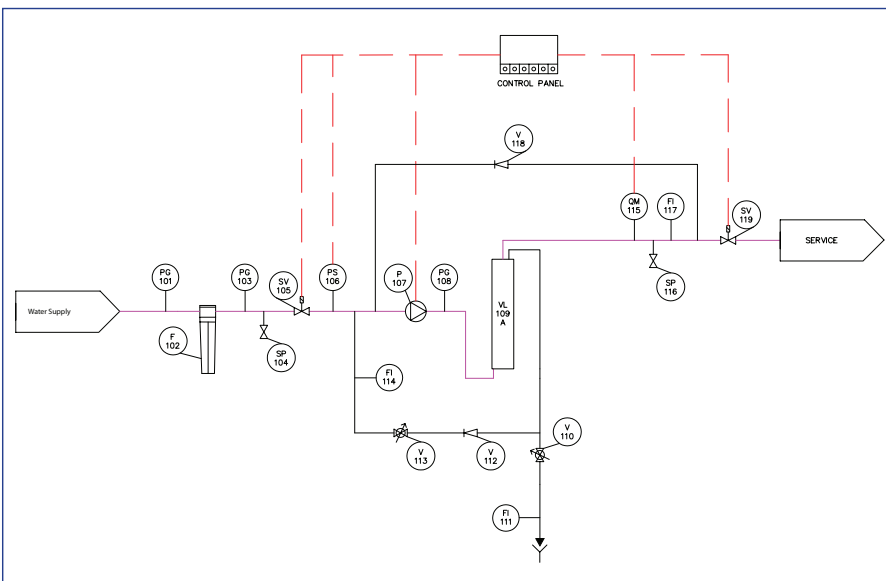 CONTROL PANEL
V
118
QM
115
FI
117
SV
119
SERVICE
PG
101
PG
103
SV
105
PS
106
P
107
PG
108
SP
116
VL
109
A
Water Supply
F
102
SP
104
FI
114
V
113
V
112
V
110
FI
111